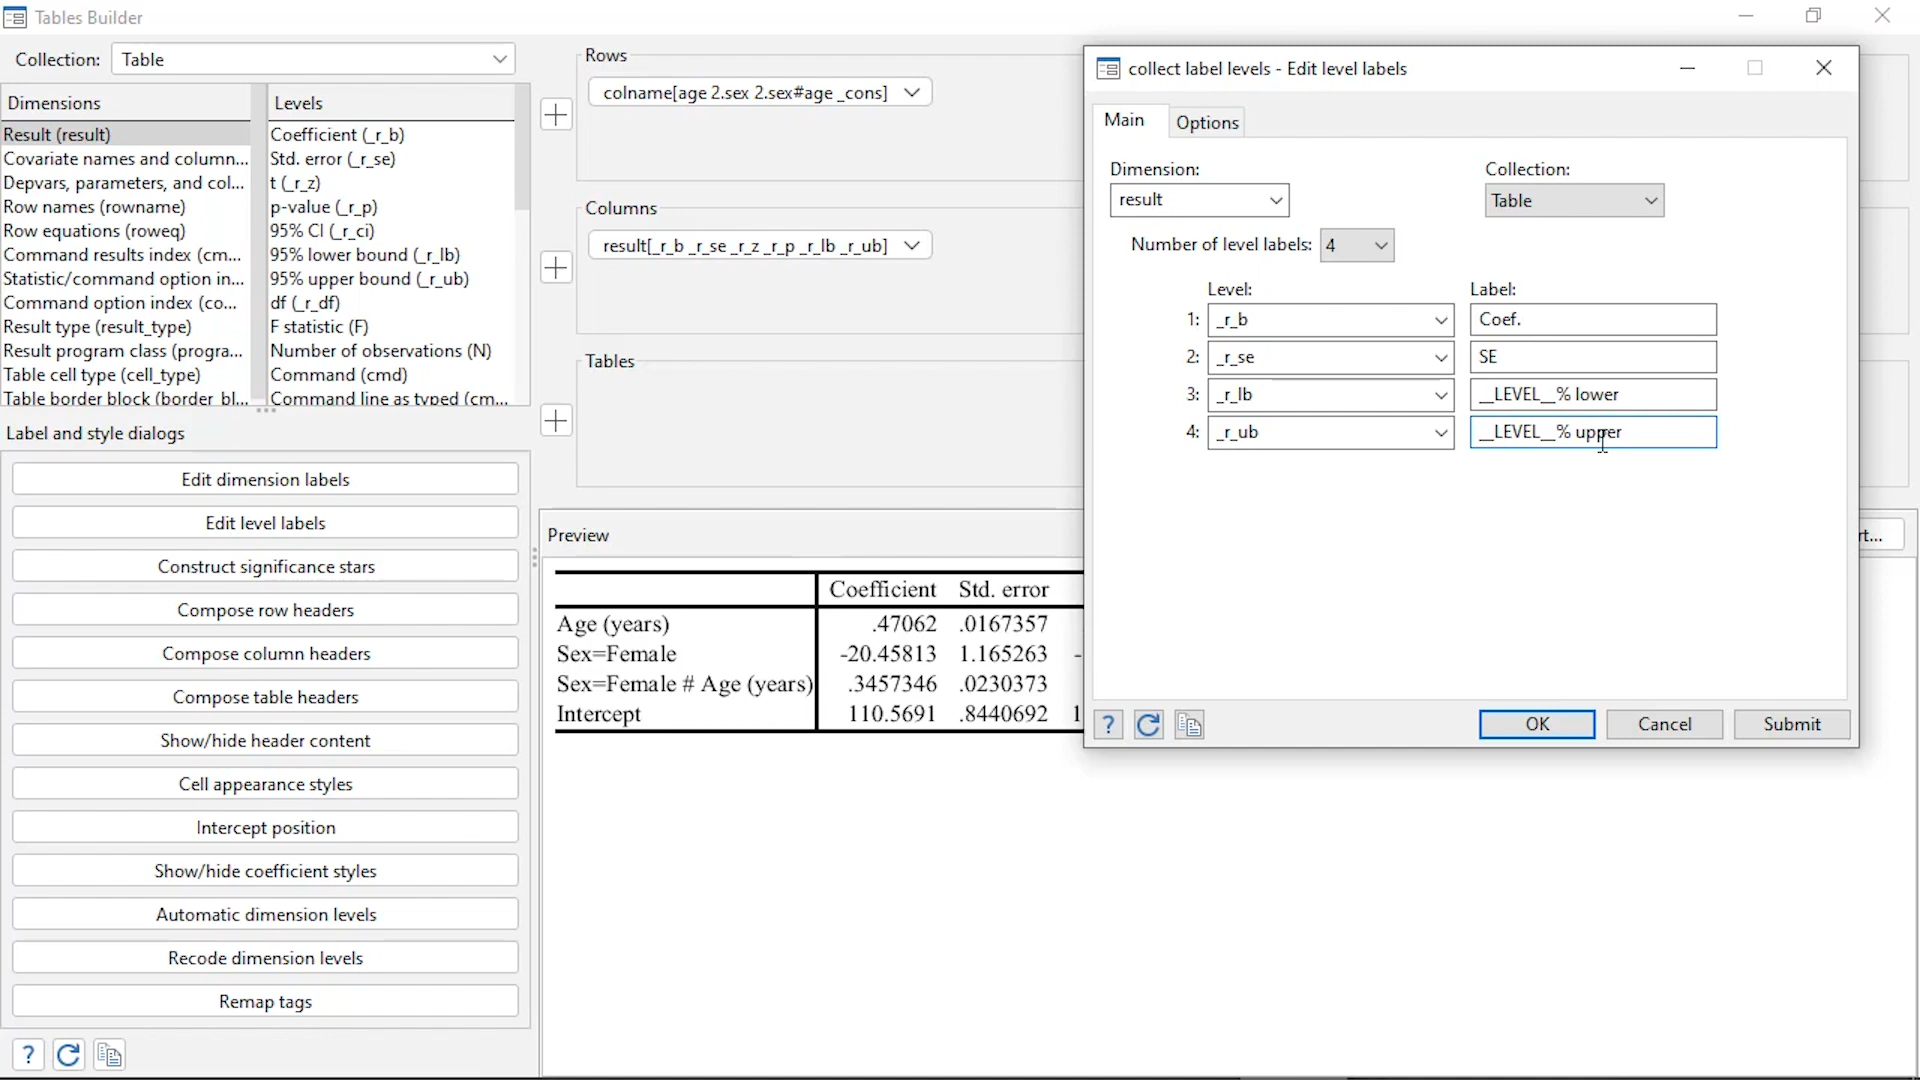 Tables Builder
Collection: Table
Dimensions
Levels
Result (result)
Covariate names and column...
Depvars, parameters, and col...
Row names (rowname)
Row equations (roweq)
Command results index (cm...
Statistic/command option in...
Command option index (co...
Result type (result_type)
Result program class (progra...
Table cell type (cell_type)
Table border block (border_bl...
Coefficient (_r_b)
Std. error (_r_se)
t (_r_z)
p-value (_r_p)
95% CI (_r_ci)
95% lower bound (_r_lb)
95% upper bound (_r_ub)
df (_r_df)
F statistic (F)
Number of observations (N)
Command (cmd)
Command line as typed (cm...
Label and style dialogs
Edit dimension labels
Edit level labels
Construct significance stars
Compose row headers
Compose column headers
Compose table headers
Show/hide header content
Cell appearance styles
Intercept position
Show/hide coefficient styles
Automatic dimension levels
Recode dimension levels
Remap tags
?
Rows
colname[age 2.sex 2.sex#age _cons]
Columns
result[_r_b _r_se _r_z _r_p _r_lb _r_ub]
Tables
Preview
rt...
Coefficient Std. error
Age (years) .47062 .0167357
Sex=Female -20.45813 1.165263 -
Sex=Female # Age (years) .3457346 .0230373
Intercept 110.5691 .8440692 1
collect label levels - Edit level labels
Main Options
Dimension: Collection:
result Table
Number of level labels: 4
Level: Label:
1: _r_b Coef.
2: _r_se SE
3: _r_lb __LEVEL__% lower
4: _r_ub __LEVEL__% upper
? OK Cancel Submit